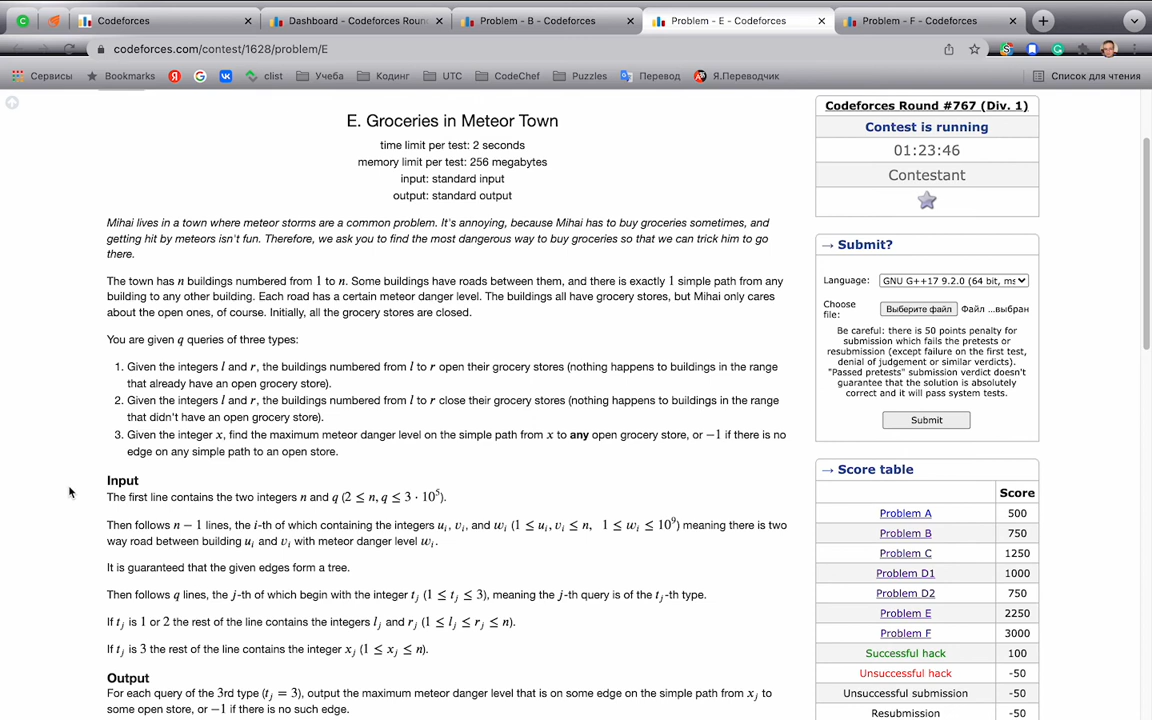 Codeforces
Dashboard - Codeforces Roun
Problem - B - Codeforces
Problem - E - Codeforces
Problem - F - Codeforces
codeforces.com/contest/1628/problem/E
Сервисы
Bookmarks
clist
Учеба
Кодинг
UTC
CodeChef
Puzzles
Перевод
Я.Переводчик
Список для чтения
E. Groceries in Meteor Town
time limit per test: 2 seconds
memory limit per test: 256 megabytes
input: standard input
output: standard output
Mihai lives in a town where meteor storms are a common problem. It's annoying, because Mihai has to buy groceries sometimes, and
getting hit by meteors isn't fun. Therefore, we ask you to find the most dangerous way to buy groceries so that we can trick him to go
there.
The town has n buildings numbered from 1 to n. Some buildings have roads between them, and there is exactly 1 simple path from any
building to any other building. Each road has a certain meteor danger level. The buildings all have grocery stores, but Mihai only cares
about the open ones, of course. Initially, all the grocery stores are closed.
You are given q queries of three types:
1. Given the integers l and r, the buildings numbered from l to r open their grocery stores (nothing happens to buildings in the range
that already have an open grocery store).
2. Given the integers l and r, the buildings numbered from l to r close their grocery stores (nothing happens to buildings in the range
that didn't have an open grocery store).
3. Given the integer x, find the maximum meteor danger level on the simple path from x to any open grocery store, or −1 if there is no
edge on any simple path to an open store.
Input
The first line contains the two integers n and q (2 ≤ n, q ≤ 3 · 10⁵).
Then follows n − 1 lines, the i-th of which containing the integers uᵢ, vᵢ, and wᵢ (1 ≤ uᵢ, vᵢ ≤ n, 1 ≤ wᵢ ≤ 10⁹) meaning there is two
way road between building uᵢ and vᵢ with meteor danger level wᵢ.
It is guaranteed that the given edges form a tree.
Then follows q lines, the j-th of which begin with the integer tⱼ (1 ≤ tⱼ ≤ 3), meaning the j-th query is of the tⱼ-th type.
If tⱼ is 1 or 2 the rest of the line contains the integers lⱼ and rⱼ (1 ≤ lⱼ ≤ rⱼ ≤ n).
If tⱼ is 3 the rest of the line contains the integer xⱼ (1 ≤ xⱼ ≤ n).
Output
For each query of the 3rd type (tⱼ = 3), output the maximum meteor danger level that is on some edge on the simple path from xⱼ to
some open store, or −1 if there is no such edge.
Codeforces Round #767 (Div. 1)
Contest is running
01:23:46
Contestant
→ Submit?
Language: GNU G++17 9.2.0 (64 bit, ms
Choose
file: Выберите файл Файл ...выбран
Be careful: there is 50 points penalty for
submission which fails the pretests or
resubmission (except failure on the first test,
denial of judgement or similar verdicts).
"Passed pretests" submission verdict doesn't
guarantee that the solution is absolutely
correct and it will pass system tests.
Submit
→ Score table
Score
Problem A 500
Problem B 750
Problem C 1250
Problem D1 1000
Problem D2 750
Problem E 2250
Problem F 3000
Successful hack 100
Unsuccessful hack -50
Unsuccessful submission -50
Resubmission -50